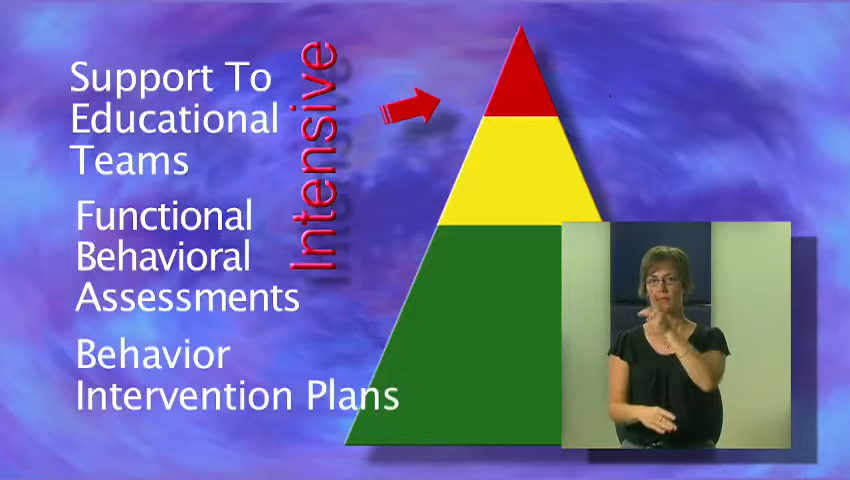 Support To
Educational
Teams
Functional
Behavioral
Assessments
Behavior
Intervention Plans
Intensive